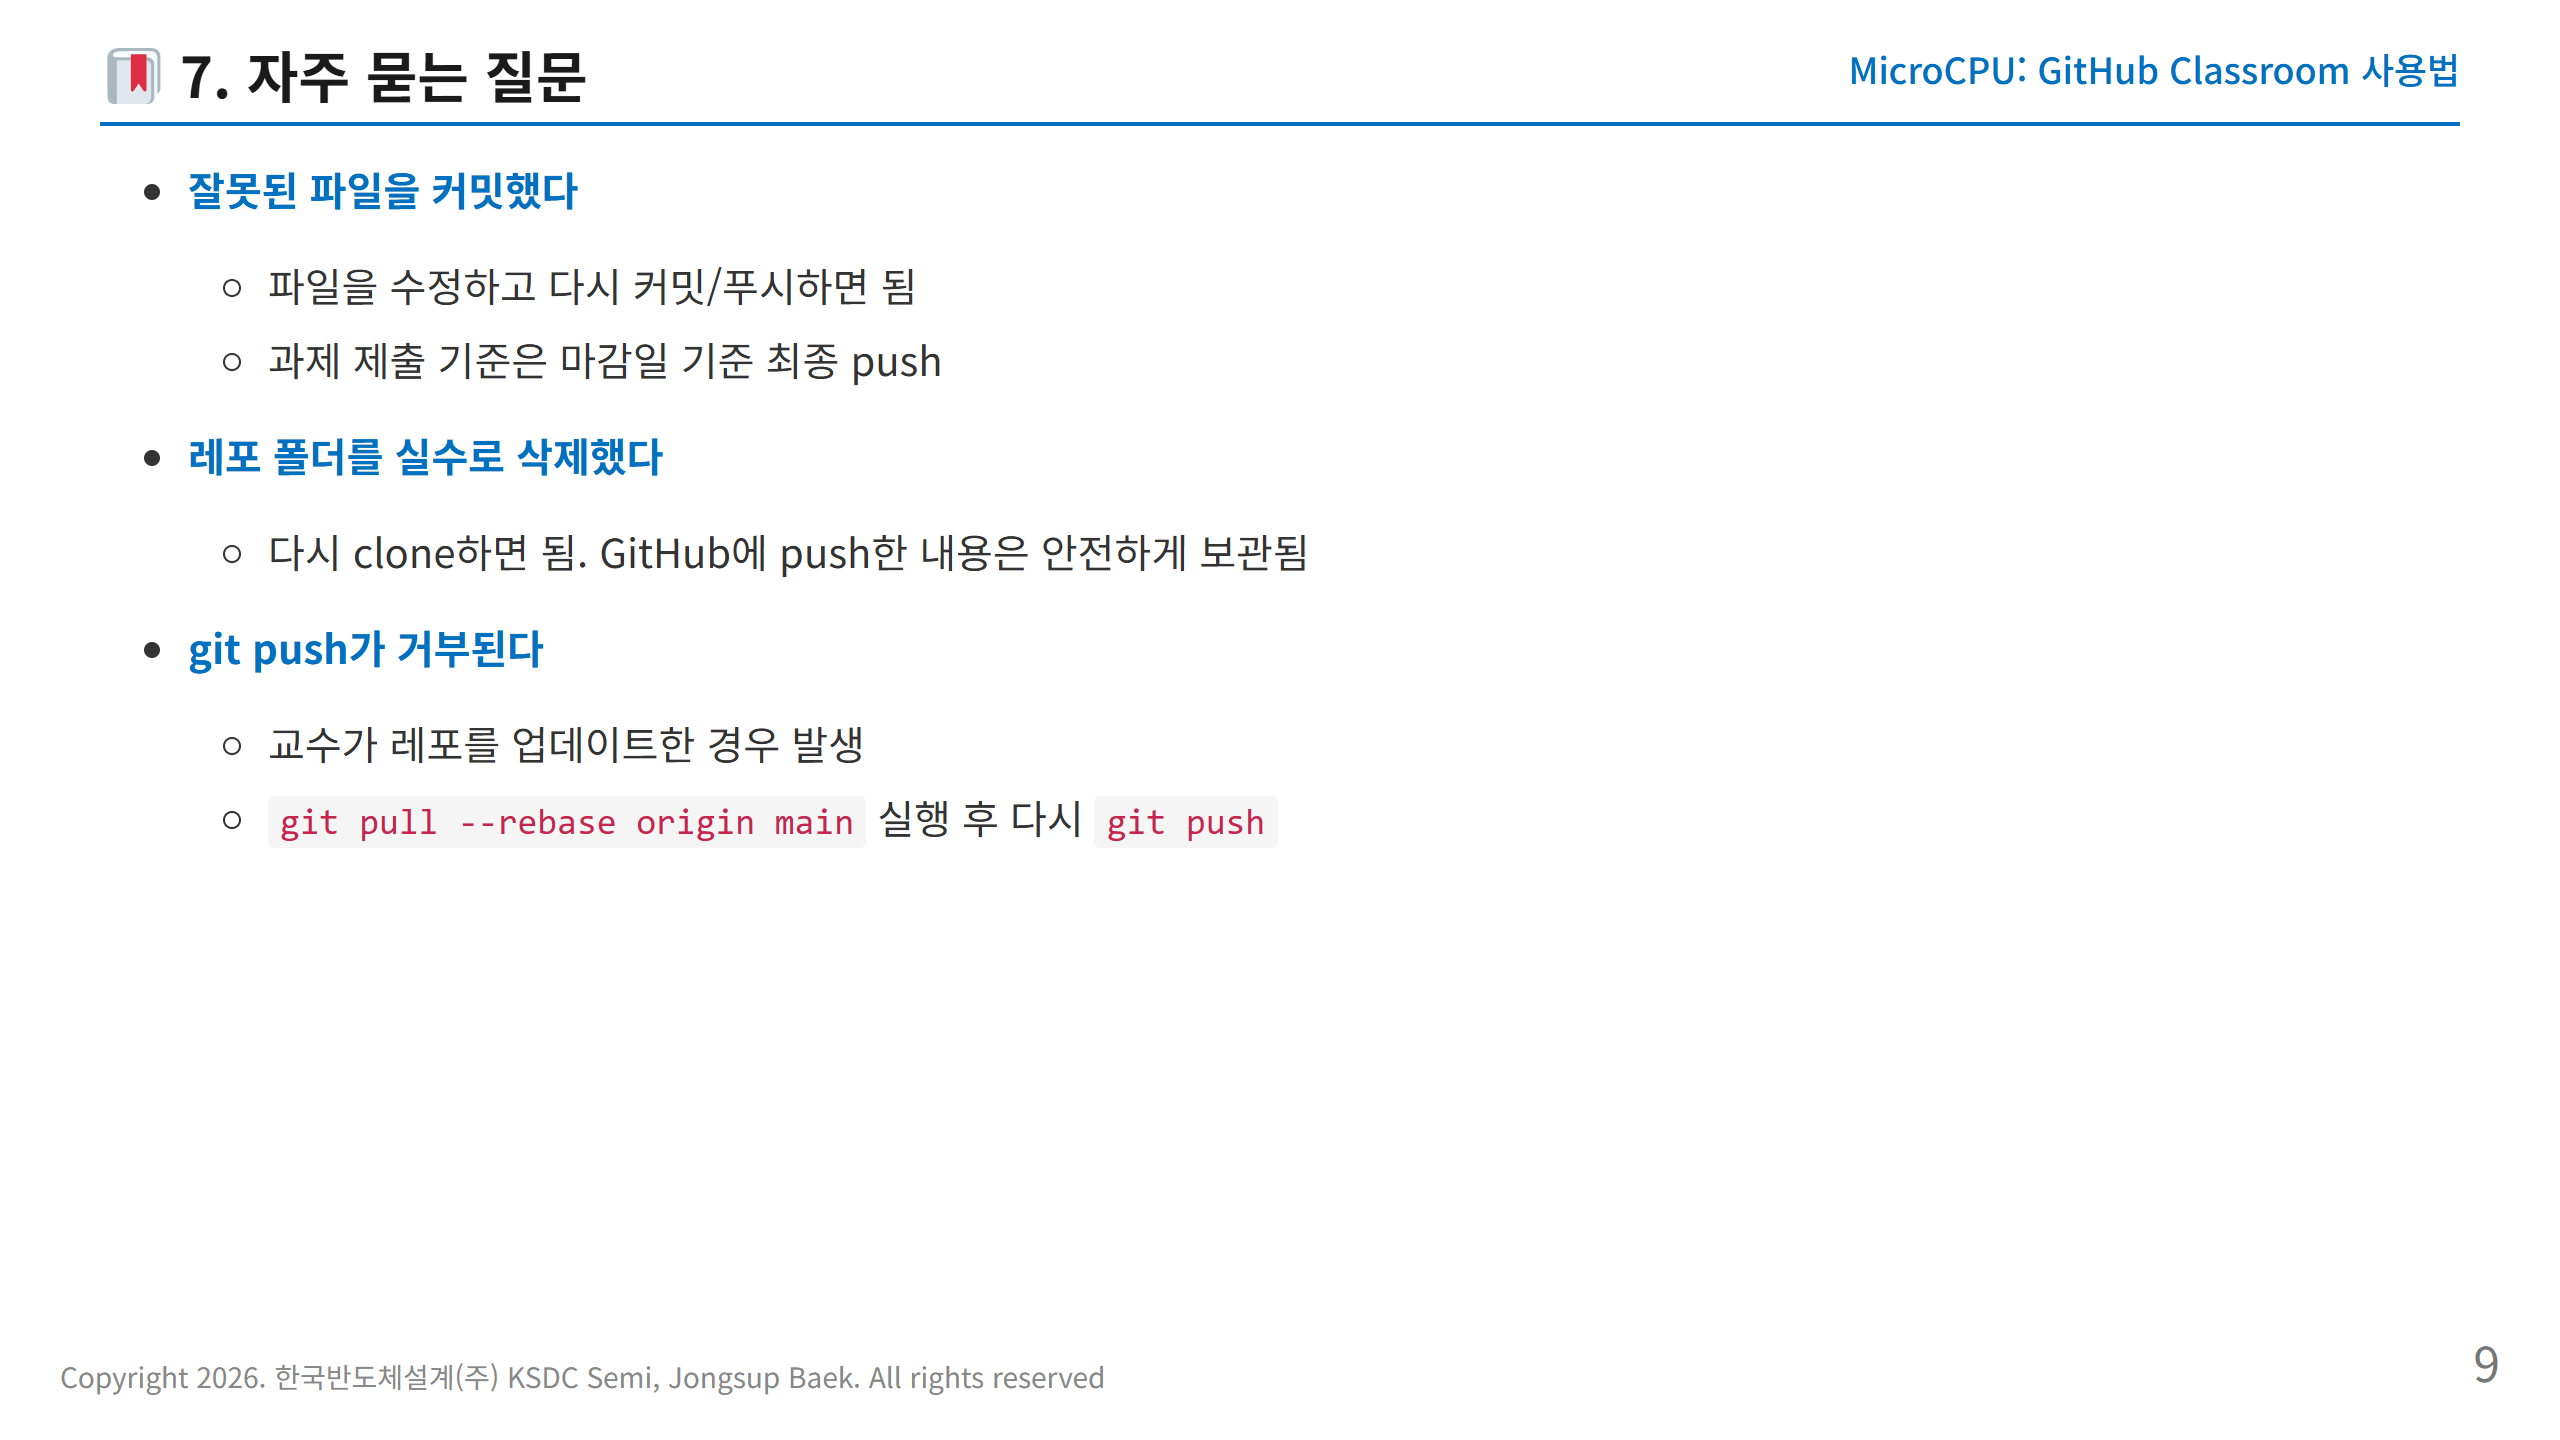 7. 자주 묻는 질문
MicroCPU: GitHub Classroom 사용법
잘못된 파일을 커밋했다
파일을 수정하고 다시 커밋/푸시하면 됨
과제 제출 기준은 마감일 기준 최종 push
레포 폴더를 실수로 삭제했다
다시 clone하면 됨. GitHub에 push한 내용은 안전하게 보관됨
git push가 거부된다
교수가 레포를 업데이트한 경우 발생
git pull --rebase origin main 실행 후 다시 git push
Copyright 2026. 한국반도체설계(주) KSDC Semi, Jongsup Baek. All rights reserved
9